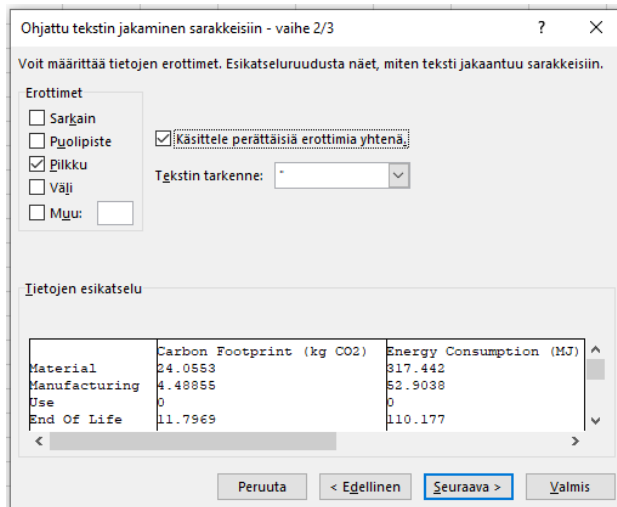 Ohjattu tekstin jakaminen sarakkeisiin - vaihe 2/3 ? ×
Voit määrittää tietojen erottimet. Esikatseluruudusta näet, miten teksti jakaantuu sarakkeisiin.
Erottimet
Sarkain
Puolipiste
Pilkku
Väli
Muu:
Käsittele perättäisiä erottimia yhtenä.
Tekstin tarkenne: "
Tietojen esikatselu
Carbon Footprint (kg CO2) Energy Consumption (MJ)
Material 24.0553 317.442
Manufacturing 4.48855 52.9038
Use 0 0
End Of Life 11.7969 110.177
Peruuta < Edellinen Seuraava > Valmis